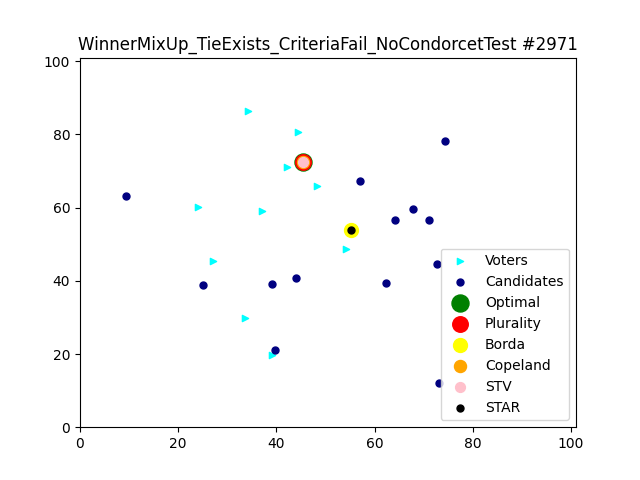 WinnerMixUp_TieExists_CriteriaFail_NoCondorcetTest #2971
100
80
60
40
20
0
0 20 40 60 80 100
Voters
Candidates
Optimal
Plurality
Borda
Copeland
STV
STAR